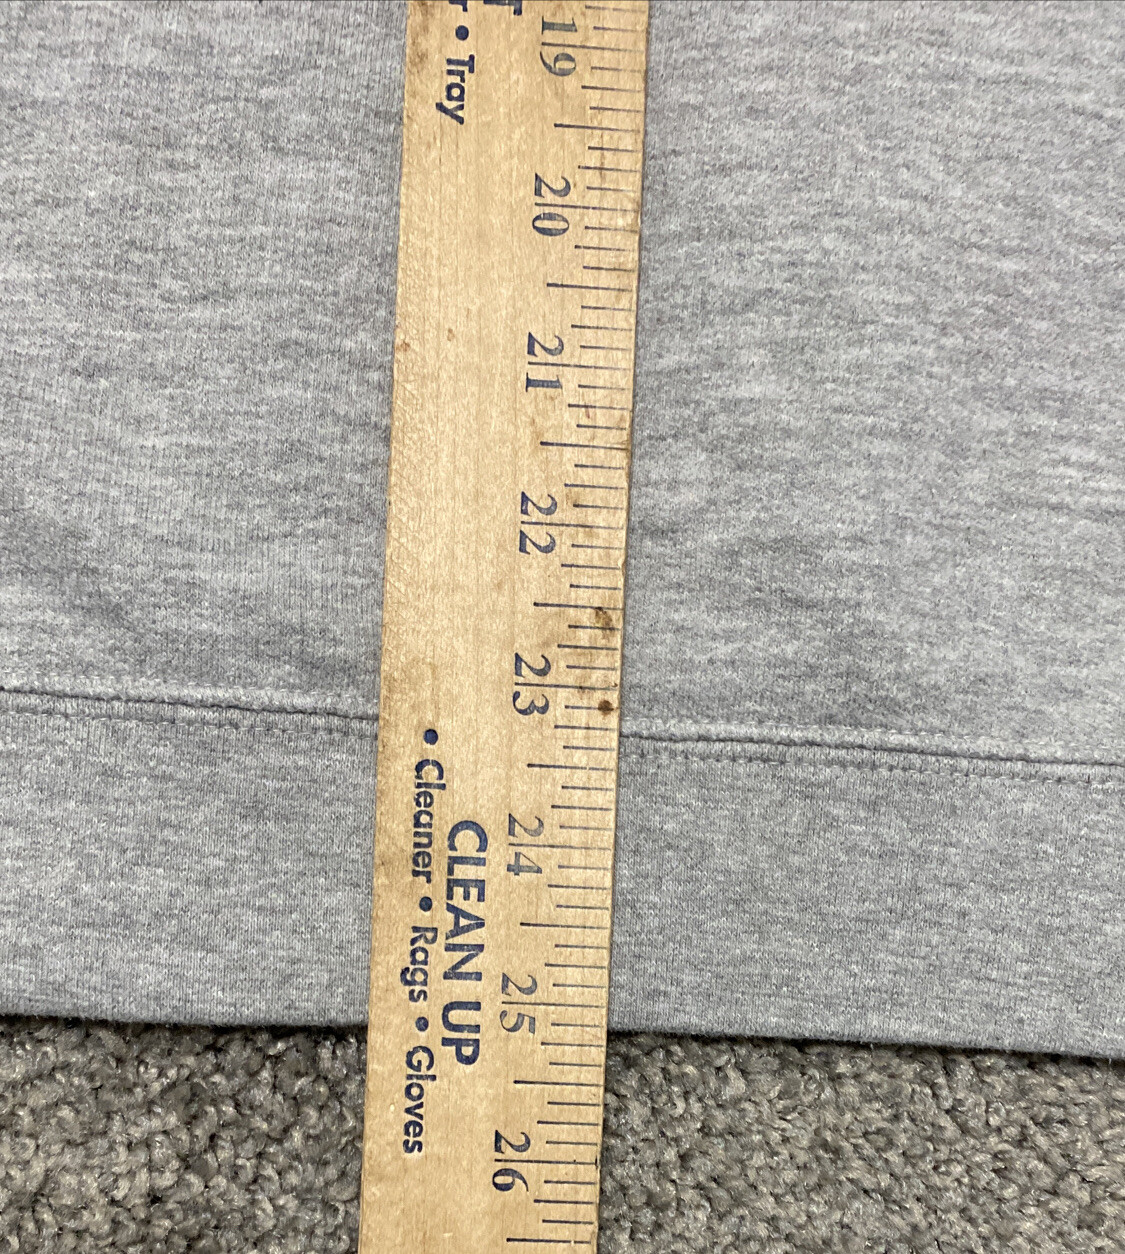 • Tray
19
20
21
22
23
24
25
26
CLEAN UP
• Cleaner • Rags • Gloves